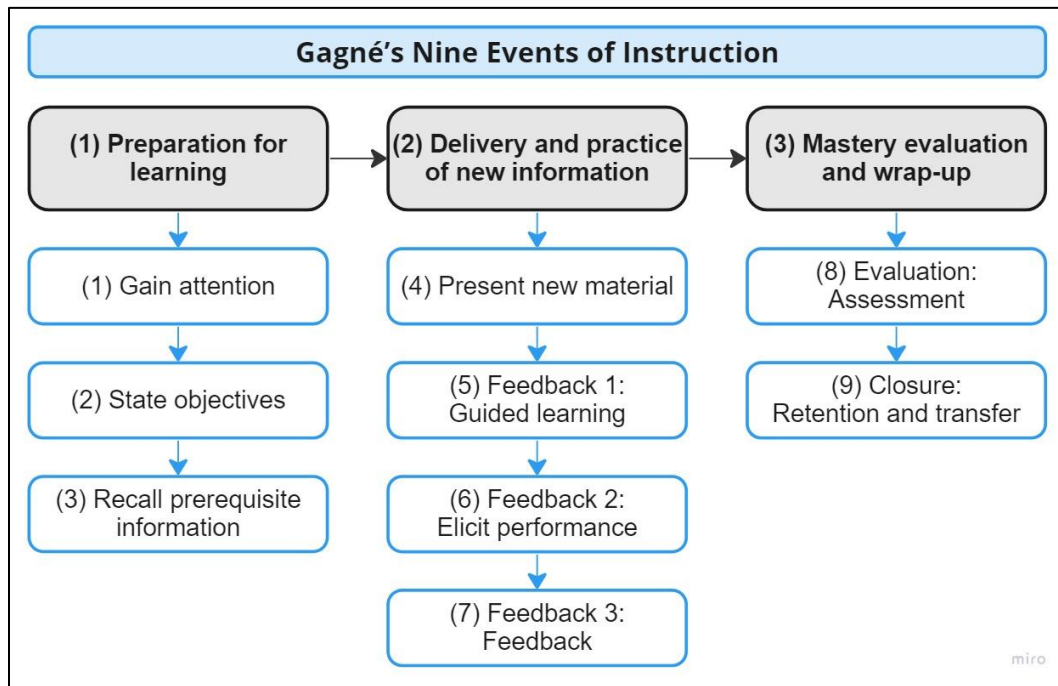 Gagné’s Nine Events of Instruction
(1) Preparation for
learning
(1) Gain attention
(2) State objectives
(3) Recall prerequisite
information
(2) Delivery and practice
of new information
(4) Present new material
(5) Feedback 1:
Guided learning
(6) Feedback 2:
Elicit performance
(7) Feedback 3:
Feedback
(3) Mastery evaluation
and wrap-up
(8) Evaluation:
Assessment
(9) Closure:
Retention and transfer
miro